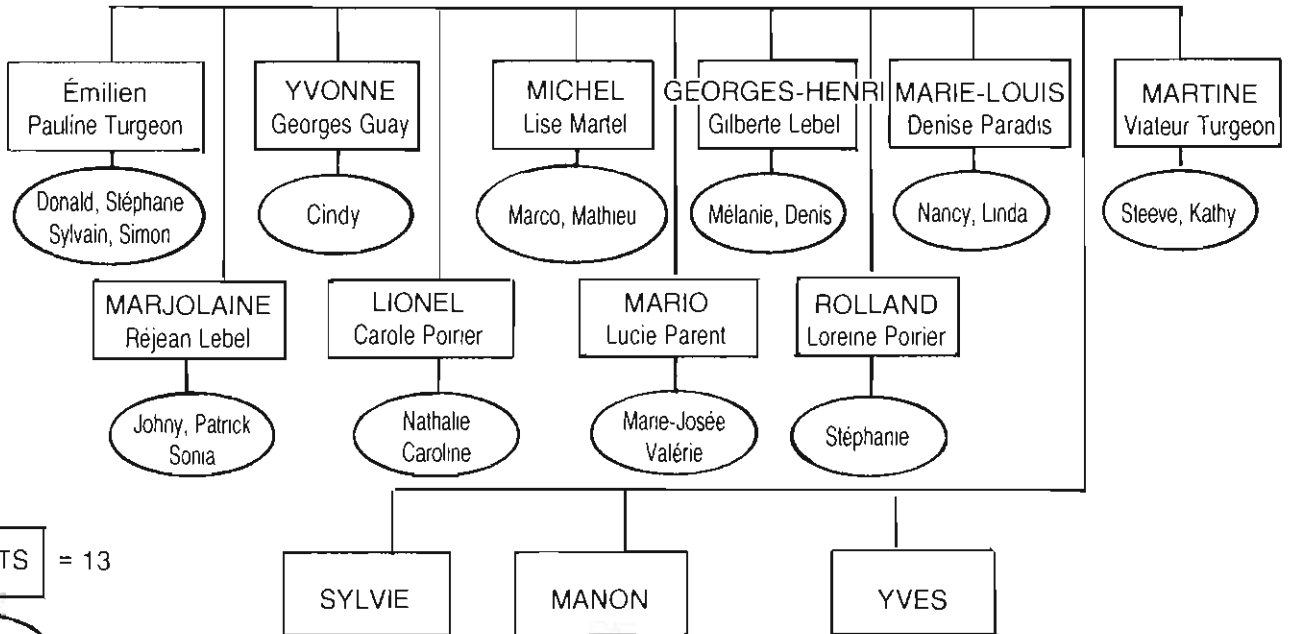 Émilien
Pauline Turgeon
YVONNE
Georges Guay
MICHEL
Lise Martel
GEORGES-HENRI
Gilberte Lebel
MARIE-LOUIS
Denise Paradis
MARTINE
Viateur Turgeon
Donald, Stéphane
Sylvain, Simon
Cindy
Marco, Mathieu
Mélanie, Denis
Nancy, Linda
Steeve, Kathy
MARJOLAINE
Réjean Lebel
LIONEL
Carole Poirier
MARIO
Lucie Parent
ROLLAND
Loreine Poirier
Johny, Patrick
Sonia
Nathalie
Caroline
Marie-Josée
Valérie
Stéphanie
TS = 13
SYLVIE
MANON
YVES